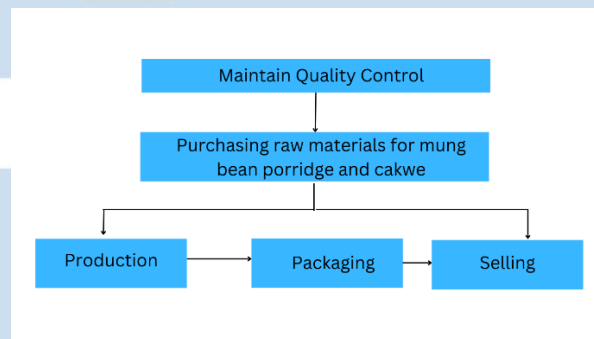 Maintain Quality Control
Purchasing raw materials for mung
bean porridge and cakwe
Production
Packaging
Selling